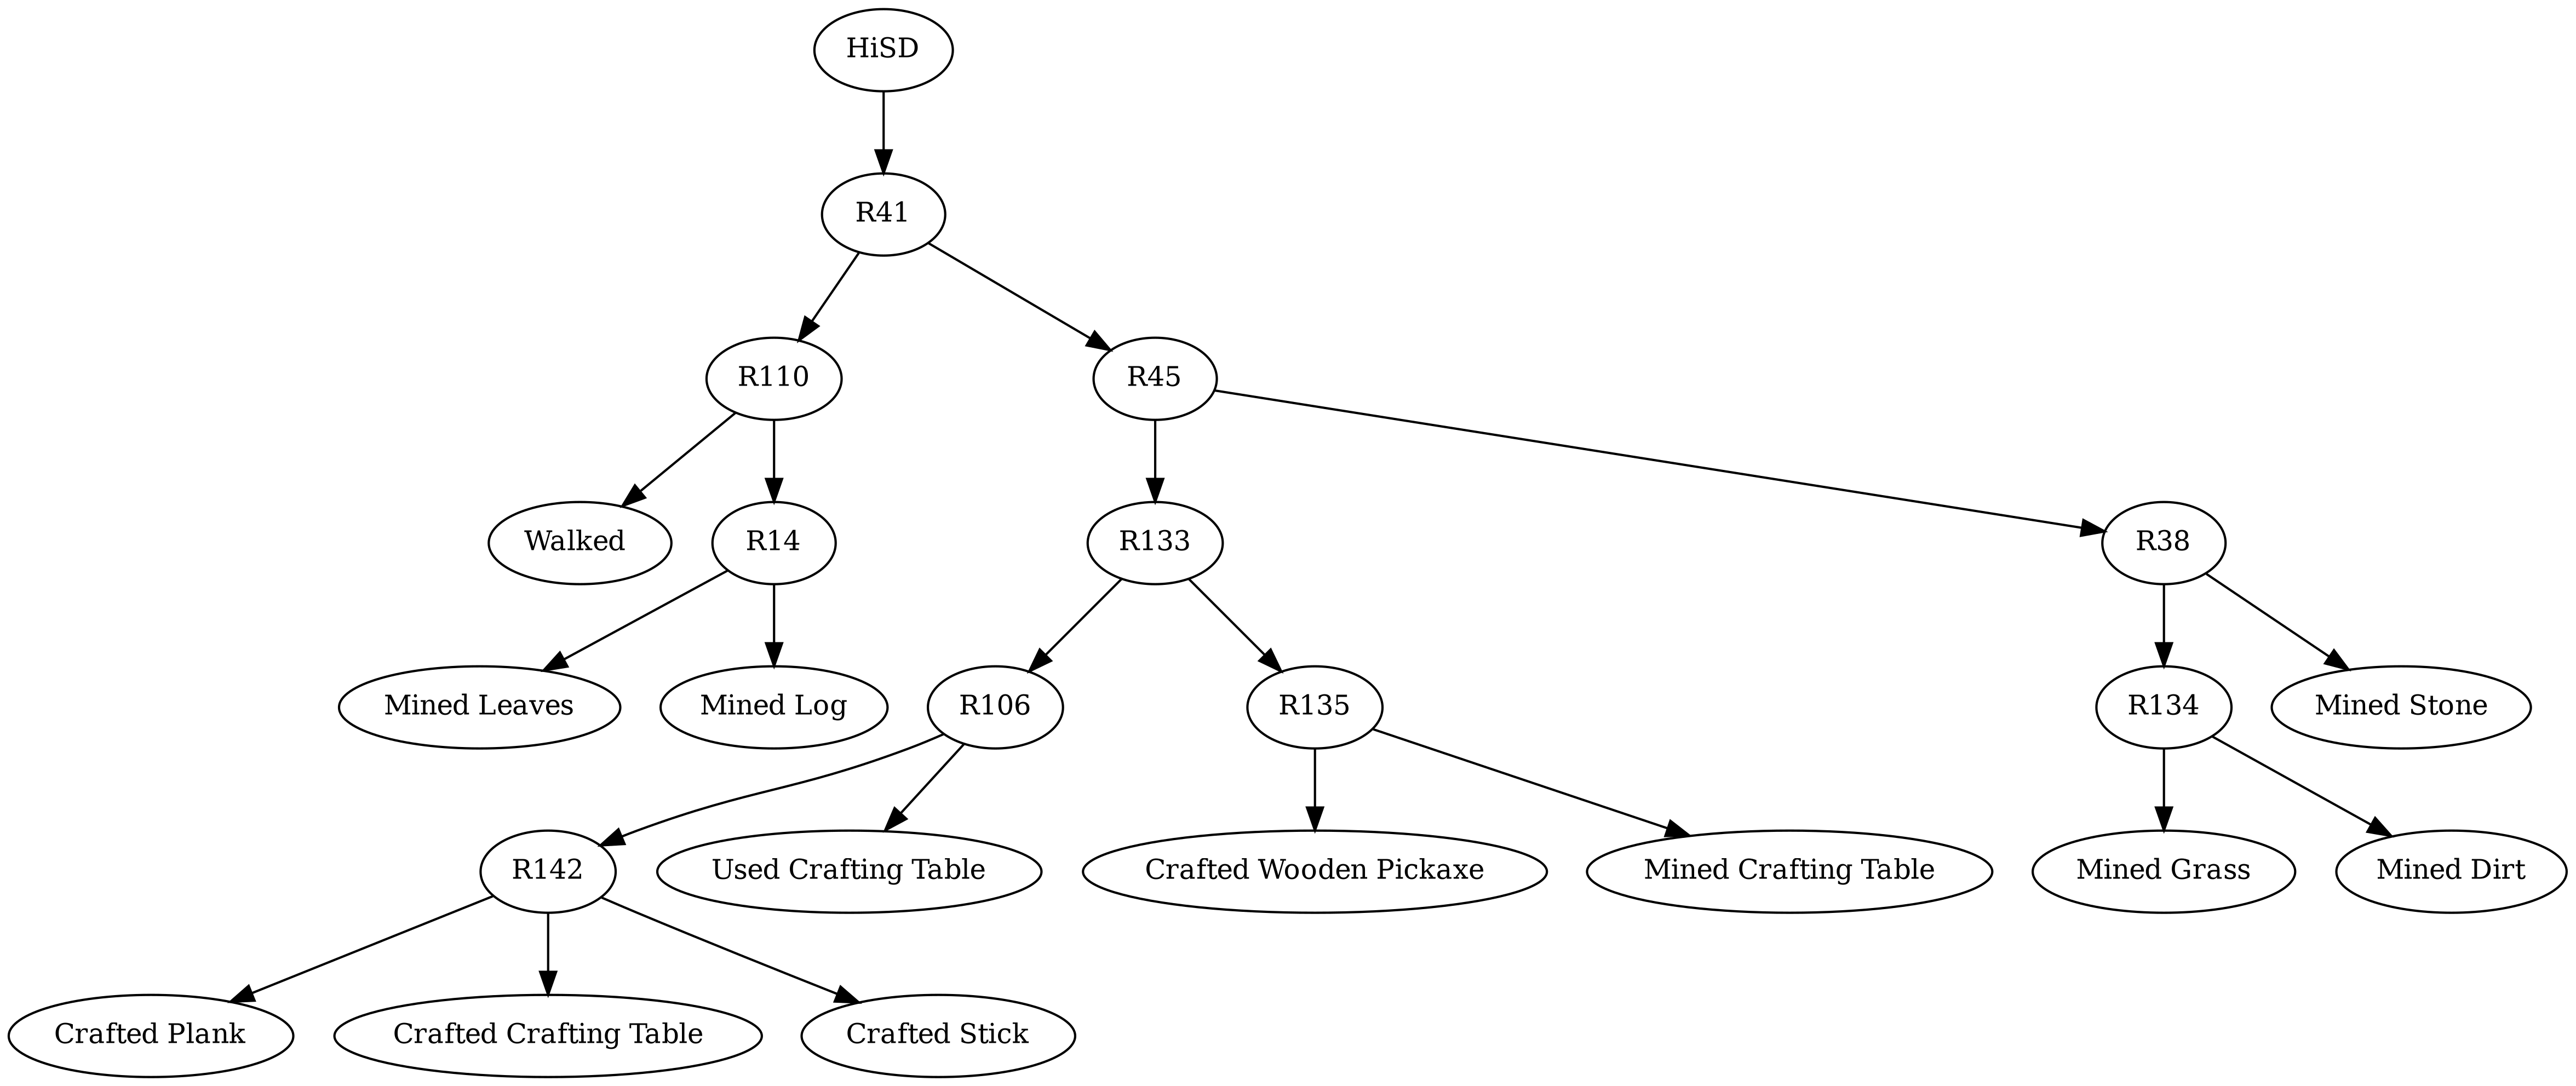 HiSD
R41
R110
R45
Walked
R14
R133
R38
Mined Leaves
Mined Log
R106
R135
R134
Mined Stone
R142
Used Crafting Table
Crafted Wooden Pickaxe
Mined Crafting Table
Mined Grass
Mined Dirt
Crafted Plank
Crafted Crafting Table
Crafted Stick